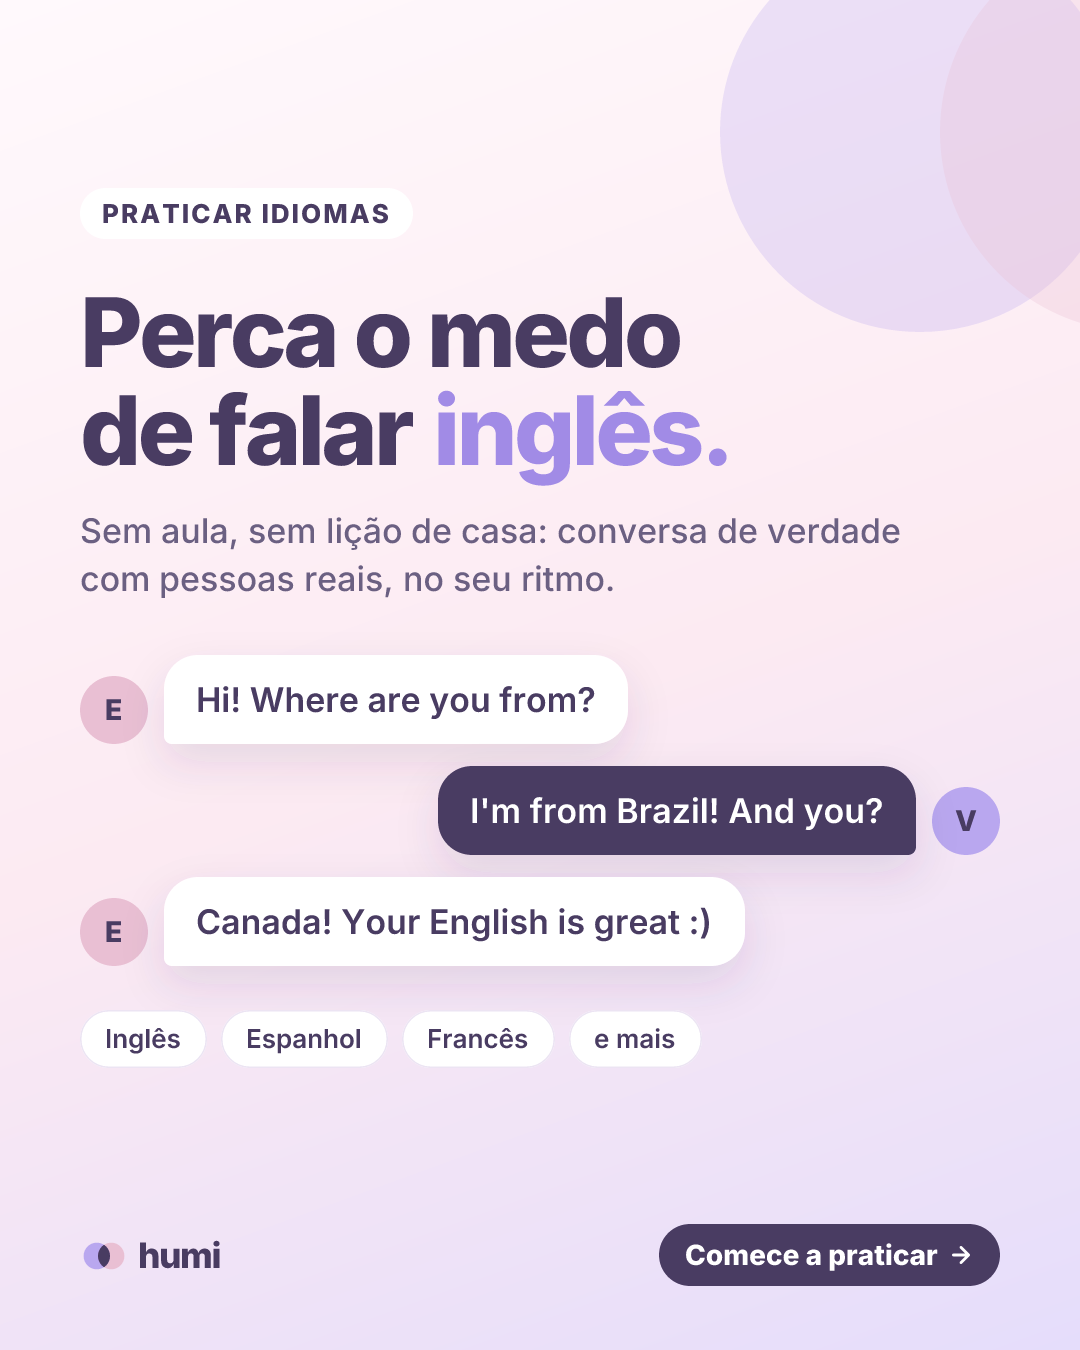 PRATICAR IDIOMAS
Perca o medo
de falar inglês.
Sem aula, sem lição de casa: conversa de verdade
com pessoas reais, no seu ritmo.
E
Hi! Where are you from?
I'm from Brazil! And you?
V
E
Canada! Your English is great :)
Inglês Espanhol Francês e mais
humi
Comece a praticar →